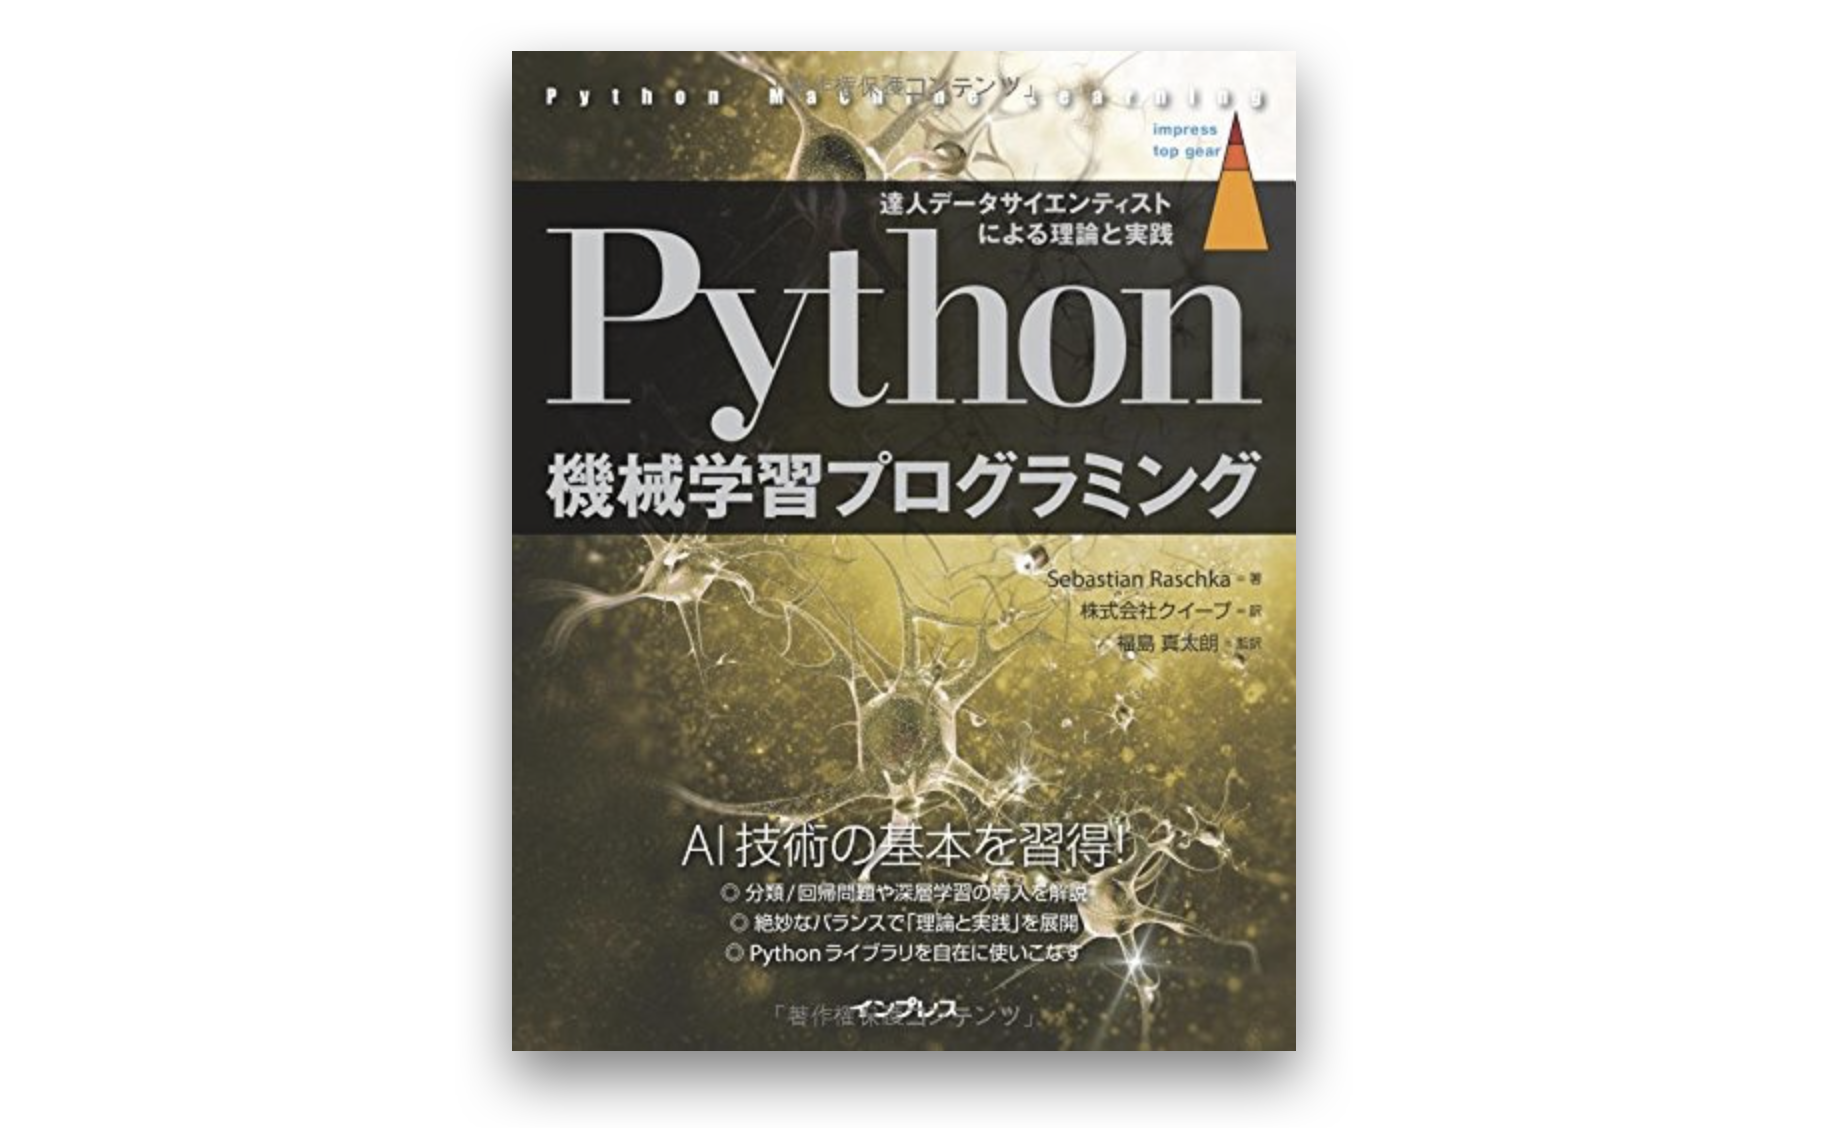 Python Machine Learning
「著作権保護コンテンツ」
impress
top gear
達人データサイエンティスト
による理論と実践
Python
機械学習プログラミング
Sebastian Raschka=著
株式会社クイープ=訳
福島 真太朗=監訳
AI技術の基本を習得!
◎ 分類/回帰問題や深層学習の導入を解説
◎ 絶妙なバランスで「理論と実践」を展開
◎ Pythonライブラリを自在に使いこなす
インプレス
「著作権保護コンテンツ」